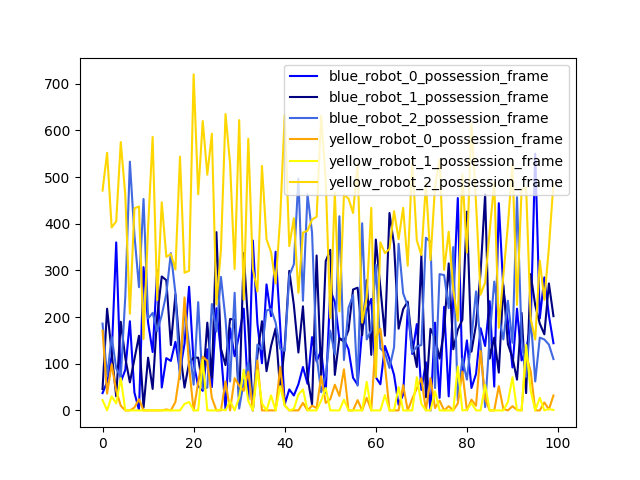 700
600
500
400
300
200
100
0
0
20
40
60
80
100
blue_robot_0_possession_frame
blue_robot_1_possession_frame
blue_robot_2_possession_frame
yellow_robot_0_possession_frame
yellow_robot_1_possession_frame
yellow_robot_2_possession_frame